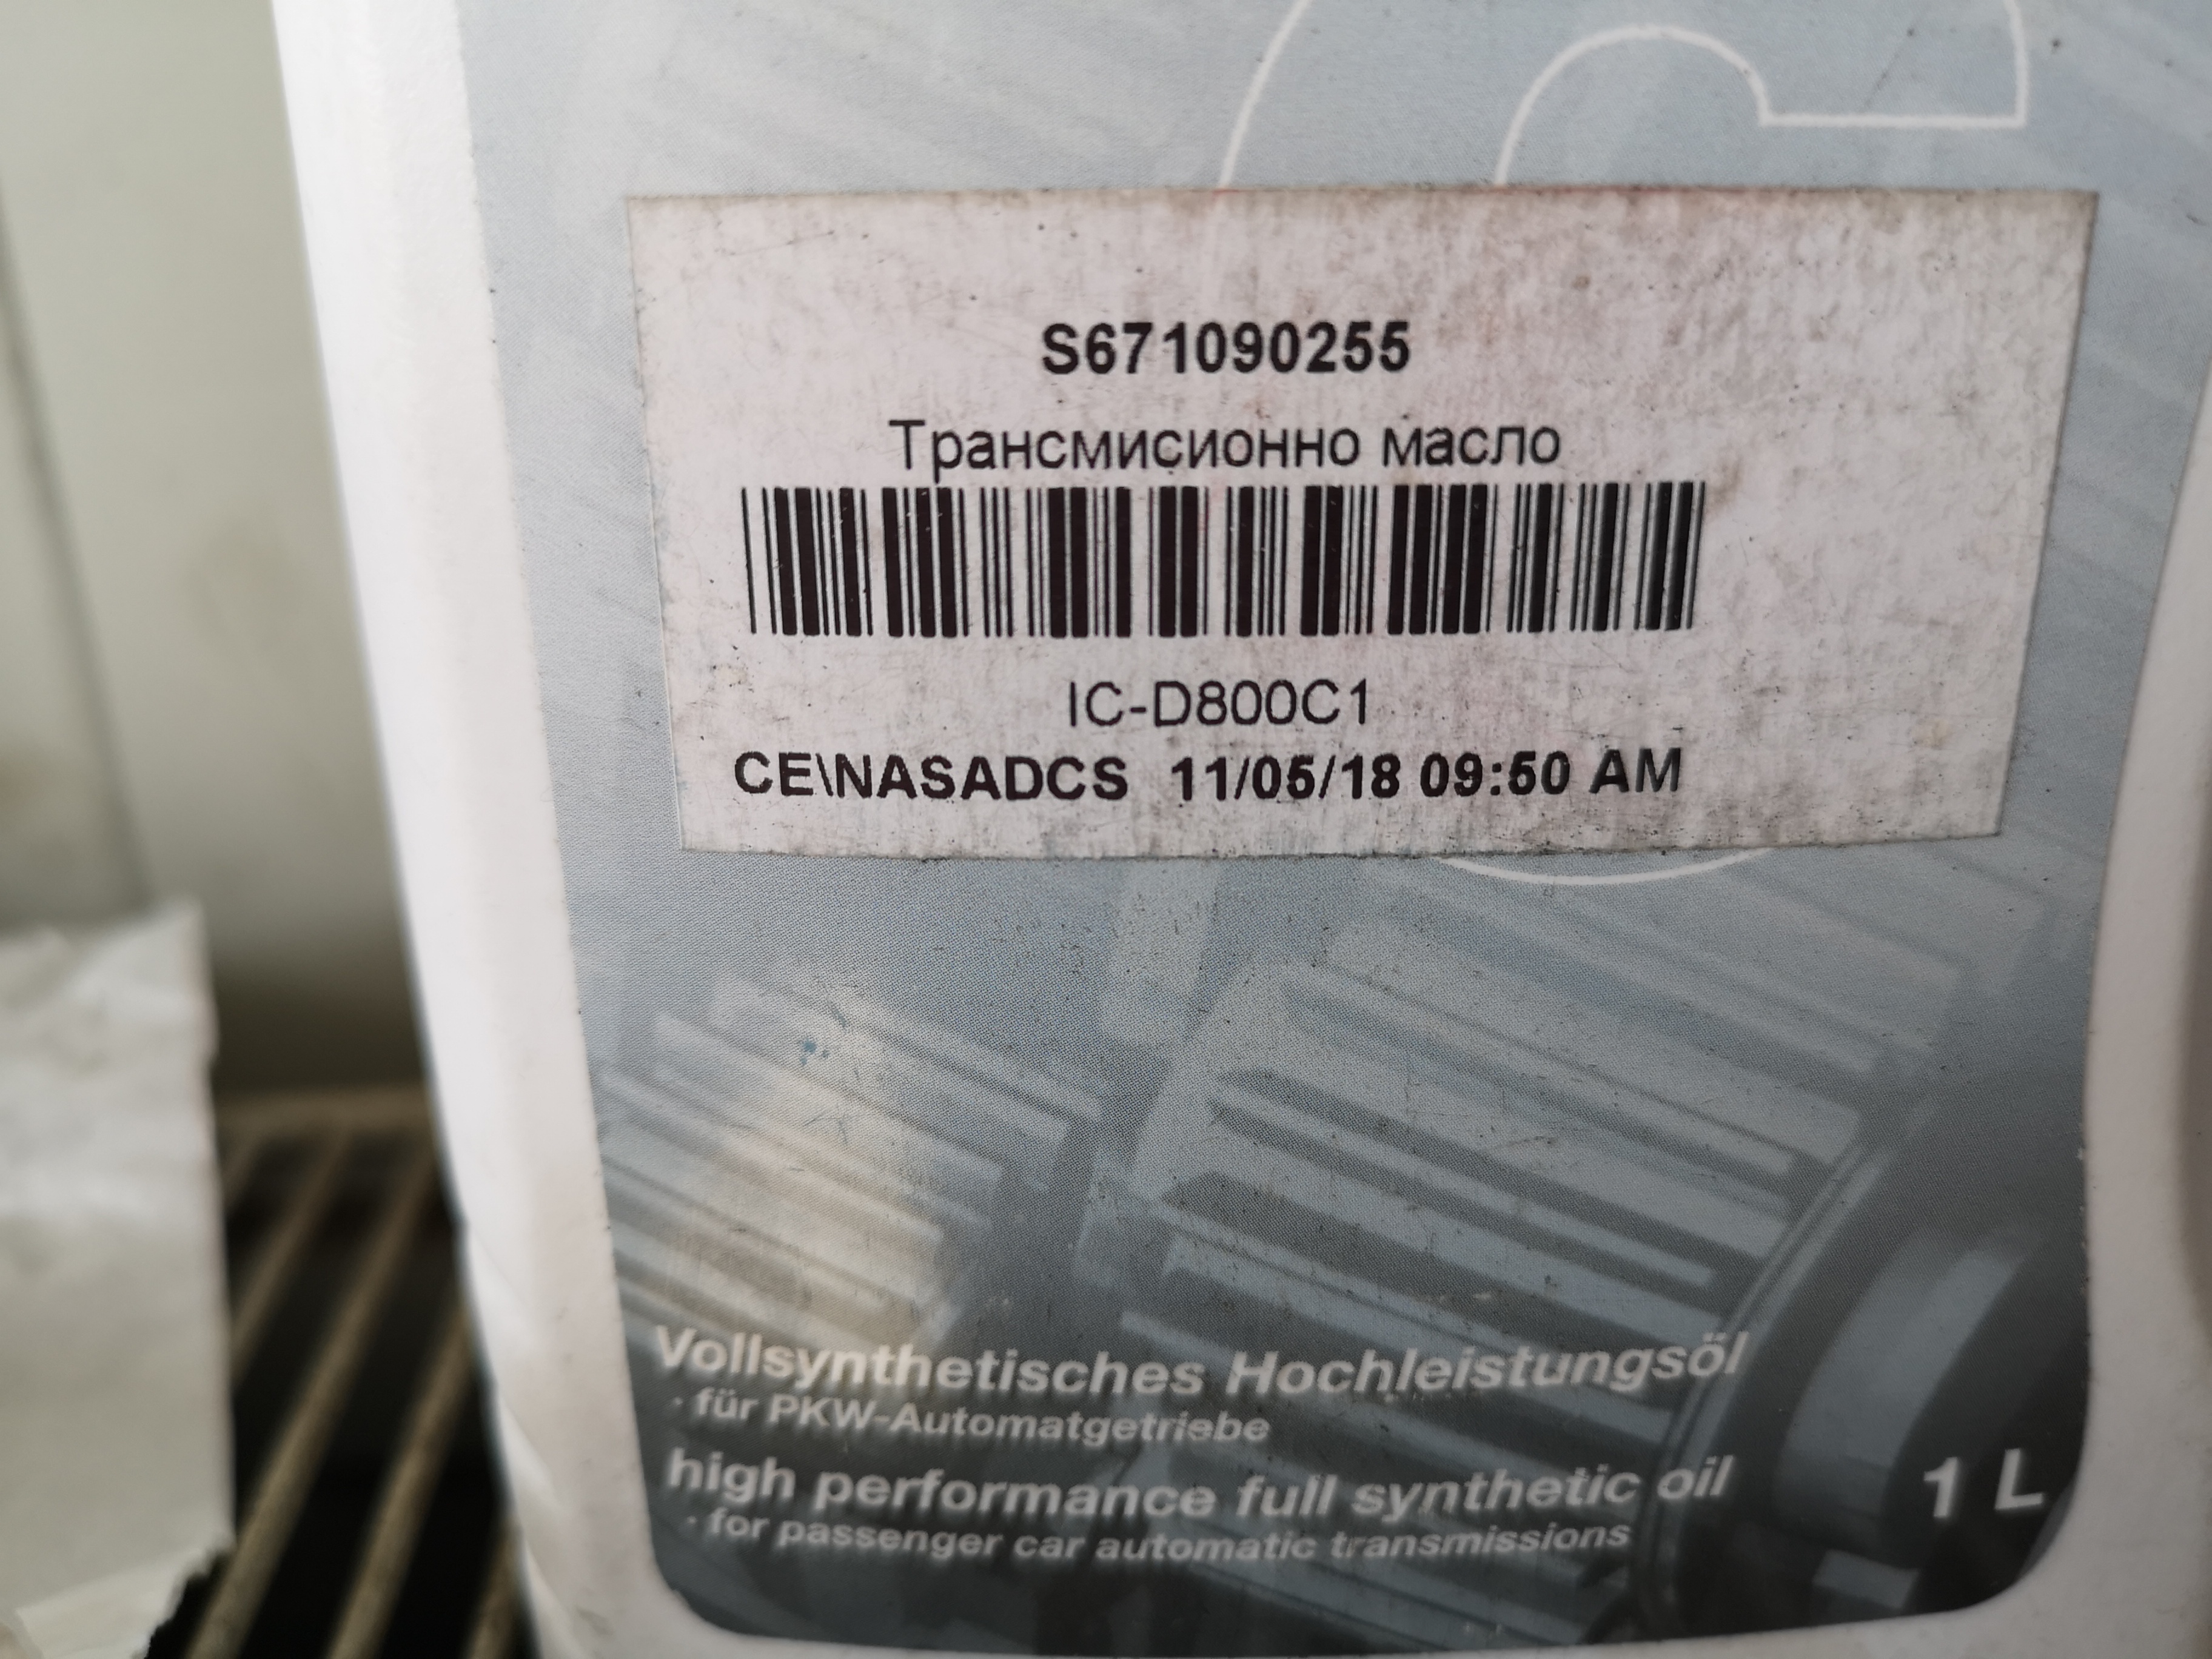 S671090255
Трансмисионно масло
IC-D800C1
CE\NASADCS 11/05/18 09:50 AM
Vollsynthetisches Hochleistungsöl
· für PKW-Automatgetriebe
high performance full synthetic oil
· for passenger car automatic transmissions
1 L